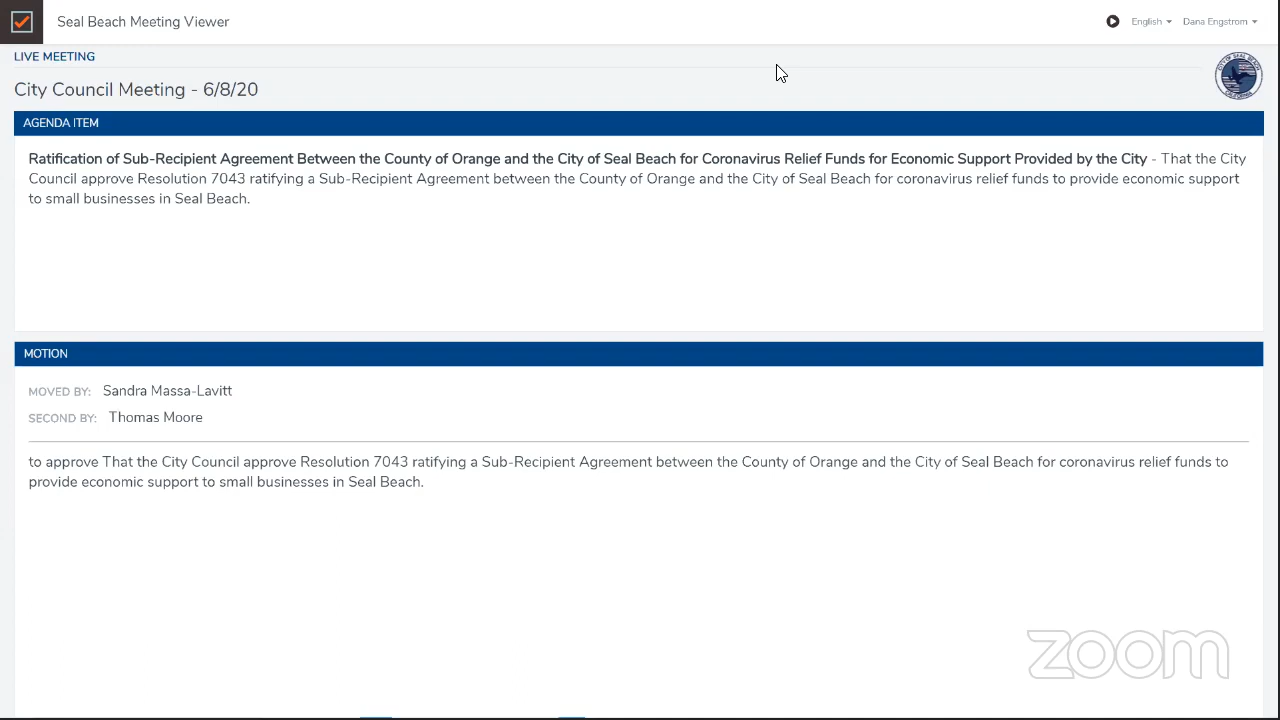 Seal Beach Meeting Viewer
English
Dana Engstrom
LIVE MEETING
City Council Meeting - 6/8/20
AGENDA ITEM
Ratification of Sub-Recipient Agreement Between the County of Orange and the City of Seal Beach for Coronavirus Relief Funds for Economic Support Provided by the City - That the City
Council approve Resolution 7043 ratifying a Sub-Recipient Agreement between the County of Orange and the City of Seal Beach for coronavirus relief funds to provide economic support
to small businesses in Seal Beach.
MOTION
MOVED BY: Sandra Massa-Lavitt
SECOND BY: Thomas Moore
to approve That the City Council approve Resolution 7043 ratifying a Sub-Recipient Agreement between the County of Orange and the City of Seal Beach for coronavirus relief funds to
provide economic support to small businesses in Seal Beach.
zoom